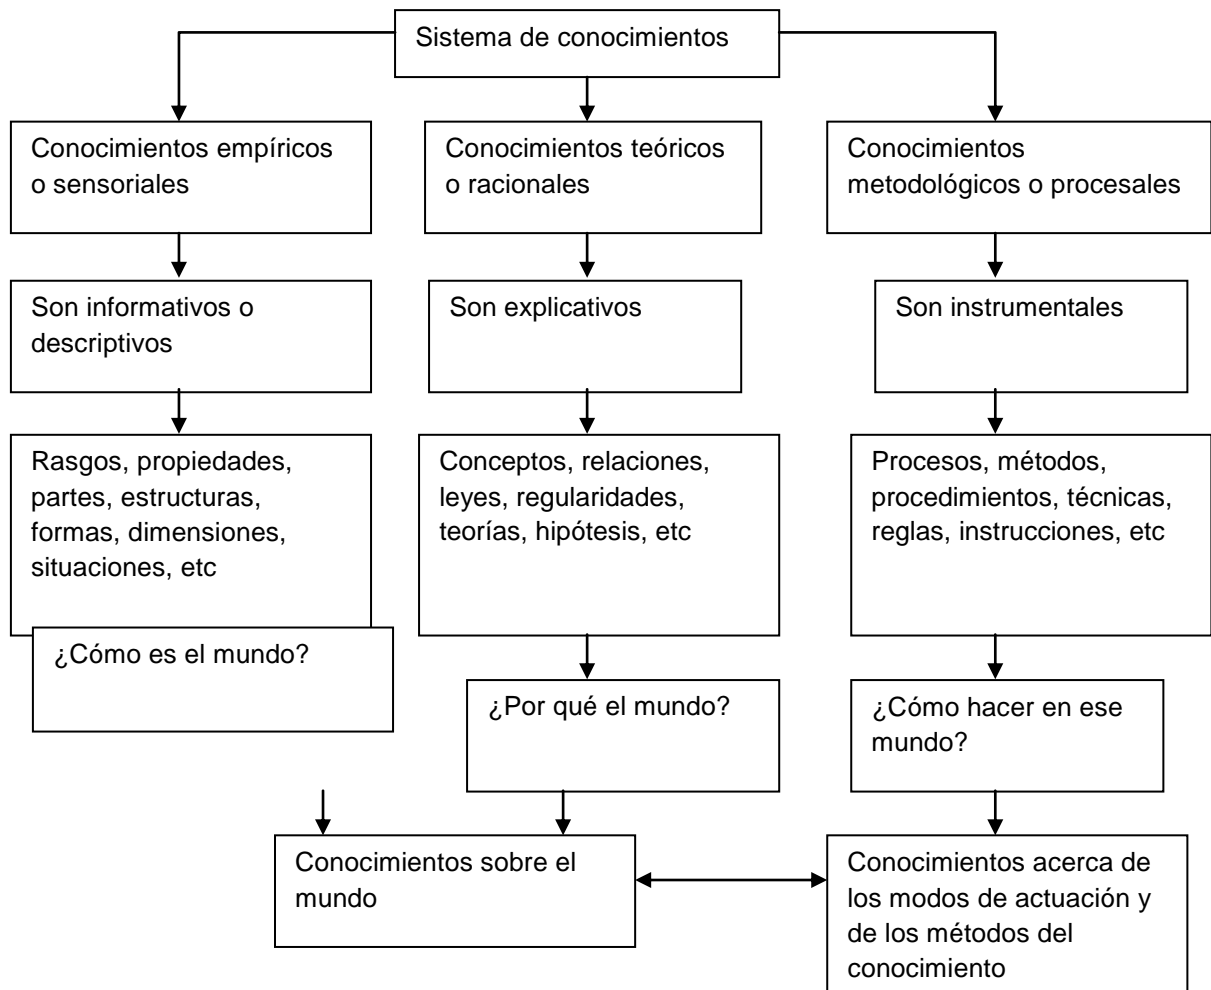 Sistema de conocimientos
Conocimientos empíricos
o sensoriales
Conocimientos teóricos
o racionales
Conocimientos
metodológicos o procesales
Son informativos o
descriptivos
Son explicativos
Son instrumentales
Rasgos, propiedades,
partes, estructuras,
formas, dimensiones,
situaciones, etc
Conceptos, relaciones,
leyes, regularidades,
teorías, hipótesis, etc
Procesos, métodos,
procedimientos, técnicas,
reglas, instrucciones, etc
¿Cómo es el mundo?
¿Por qué el mundo?
¿Cómo hacer en ese
mundo?
Conocimientos sobre el
mundo
Conocimientos acerca de
los modos de actuación y
de los métodos del
conocimiento